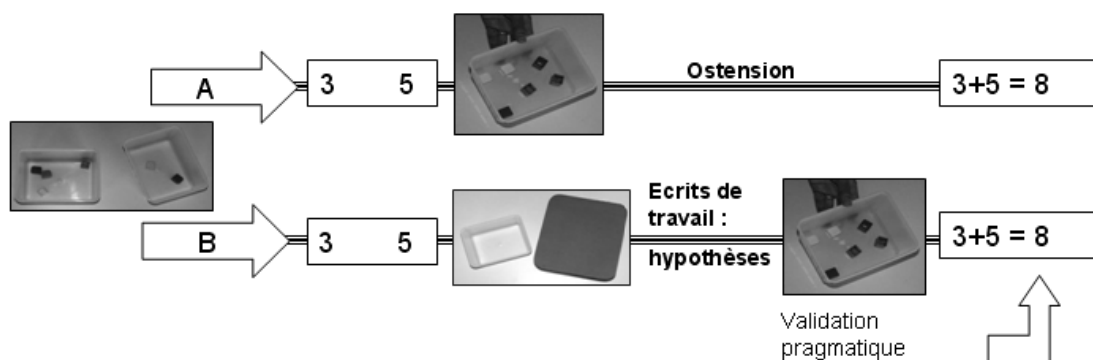 A
3 5
Ostension
3+5 = 8
B
3 5
Ecrits de
travail :
hypothèses
3+5 = 8
Validation
pragmatique